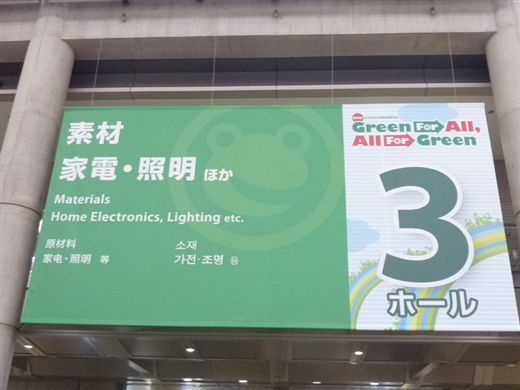 素材
家電・照明 ほか
Materials
Home Electronics, Lighting etc.
原材料
家电、照明 等
소재
가전·조명 등
Green For All,
All For Green
3
ホール